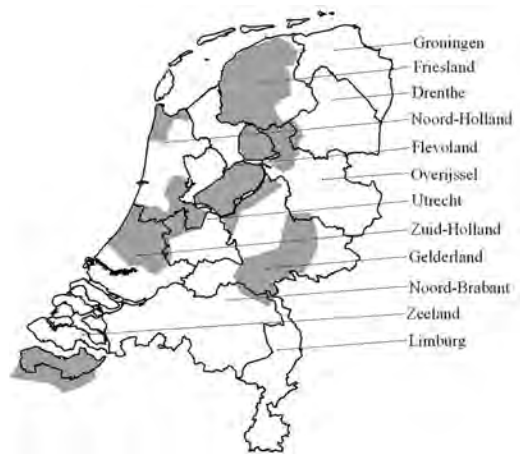 Groningen
Friesland
Drenthe
Noord-Holland
Flevoland
Overijssel
Utrecht
Zuid-Holland
Gelderland
Noord-Brabant
Zeeland
Limburg